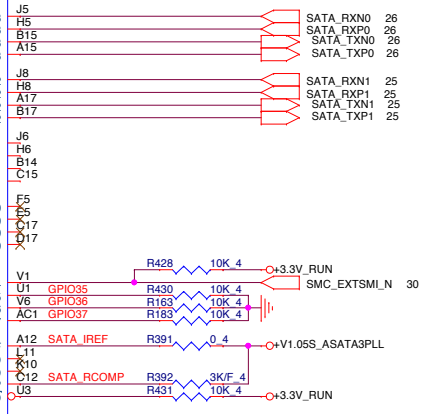 J5 SATA_RXN0 26
H5 SATA_RXP0 26
B15 SATA_TXN0 26
A15 SATA_TXP0 26
J8 SATA_RXN1 25
H8 SATA_RXP1 25
A17 SATA_TXN1 25
B17 SATA_TXP1 25
J6
H6
B14
C15
F5
E5
C17
D17
R428 10K_4 +3.3V_RUN
V1 SMC_EXTSMI_N 30
U1 GPIO35 R430 10K_4
V6 GPIO36 R163 10K_4
AC1 GPIO37 R183 10K_4
A12 SATA_IREF R391 0_4 +V1.05S_ASATA3PLL
L11
K10
C12 SATA_RCOMP R392 3K/F_4
U3 R431 10K_4 +3.3V_RUN